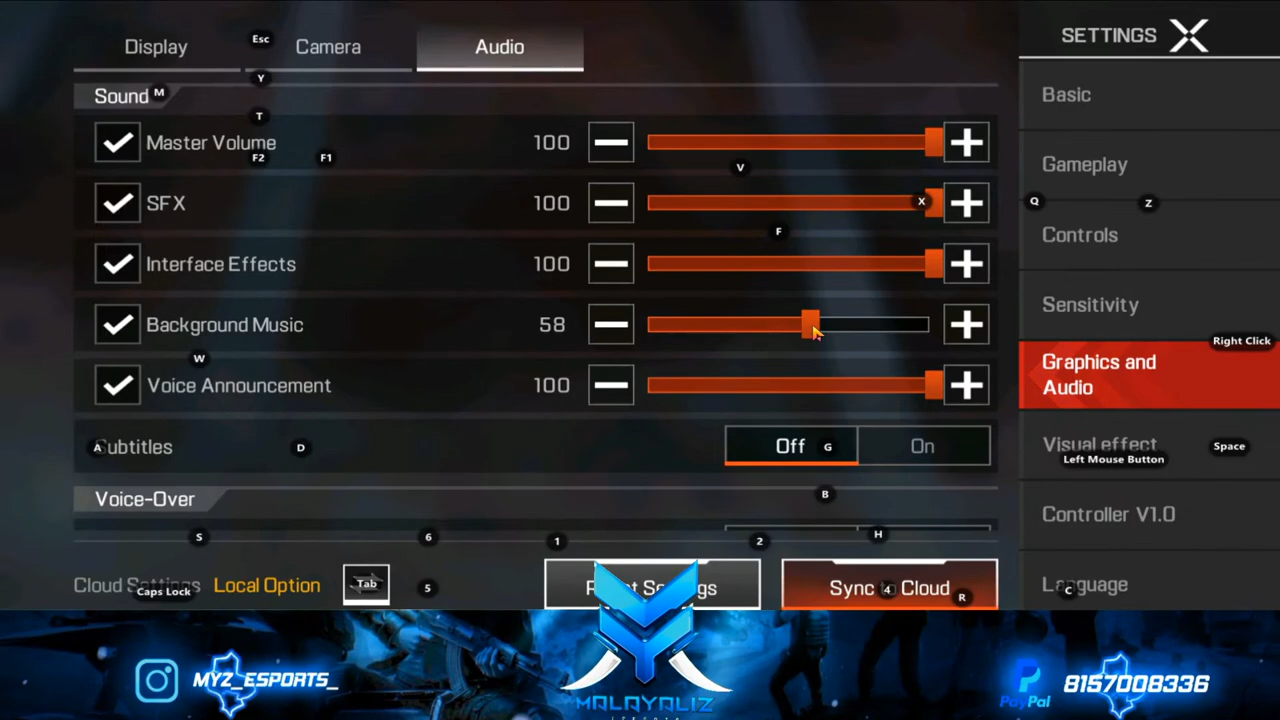 Display
Esc
Camera
Audio
SETTINGS
Y
Sound
M
Basic
T
Master Volume
100
F2
F1
V
Gameplay
SFX
100
X
Q
Z
F
Controls
Interface Effects
100
Sensitivity
Background Music
58
Right Click
W
Graphics and
Audio
Voice Announcement
100
A
Subtitles
D
Off
G
On
Visual effect
Space
Left Mouse Button
B
Voice-Over
Controller V1.0
S
6
1
2
H
Cloud Settings
Caps Lock
Local Option
Tab
5
Sync to Cloud
4
R
Language
C
MYZ_ESPORTS_
MALAYALIZ
PayPal
8157008336